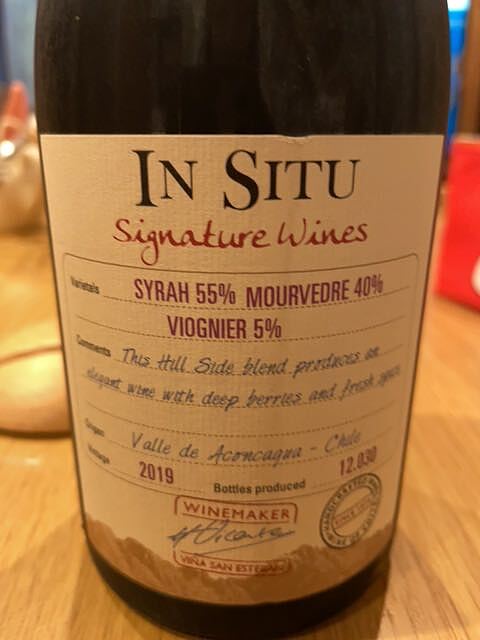 IN SITU
Signature Wines
Varietals SYRAH 55% MOURVEDRE 40%
VIOGNIER 5%
Comments This Hill Side blend produces an
elegant wine with deep berries and fresh
Origin Valle de Aconcagua - Chile
Vintage 2019 Bottles produced 12.030
WINEMAKER
VIÑA SAN ESTEBAN
HANDCRAFTED